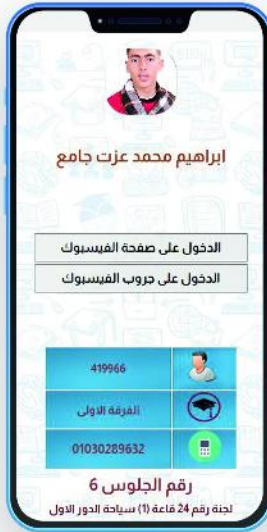 ابراهيم محمد عزت جامع
الدخول على صفحة الفيسبوك
الدخول على جروب الفيسبوك
419966
الفرقة الاولى
01030289632
رقم الجلوس 6
لجنة رقم 24 قاعة (1) سياحة الدور الاول